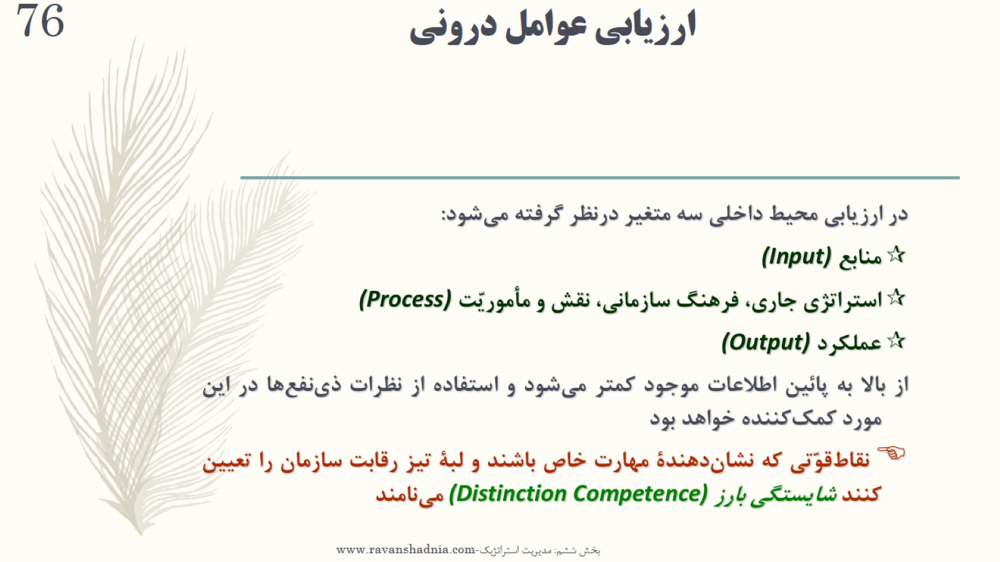 76
ارزیابی عوامل درونی
در ارزیابی محیط داخلی سه متغیر درنظر گرفته می‌شود:
☆ منابع (Input)
☆ استراتژی جاری، فرهنگ سازمانی، نقش و مأموریّت (Process)
☆ عملکرد (Output)
از بالا به پائین اطلاعات موجود کمتر می‌شود و استفاده از نظرات ذی‌نفع‌ها در این
مورد کمک‌کننده خواهد بود
☜ نقاط‌قوّتی که نشان‌دهندۀ مهارت خاص باشند و لبۀ تیز رقابت سازمان را تعیین
کنند شایستگی بارز (Distinction Competence) می‌نامند
بخش ششم: مدیریت استراتژیک-www.ravanshadnia.com